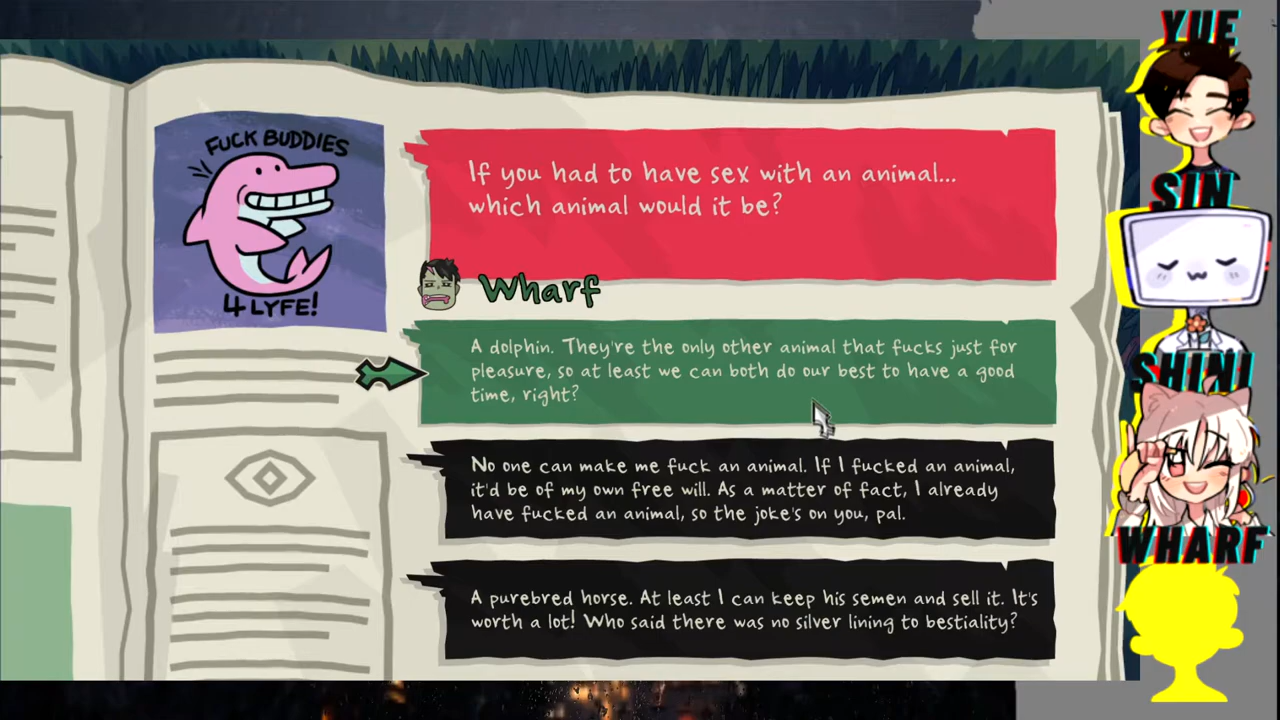 YUE
FUCK BUDDIES
4 LYFE!
If you had to have sex with an animal...
which animal would it be?
Wharf
A dolphin. They're the only other animal that fucks just for
pleasure, so at least we can both do our best to have a good
time, right?
No one can make me fuck an animal. If I fucked an animal,
it'd be of my own free will. As a matter of fact, I already
have fucked an animal, so the joke's on you, pal.
A purebred horse. At least I can keep his semen and sell it. It's
worth a lot! Who said there was no silver lining to bestiality?
SIN
SHINI
WHARF